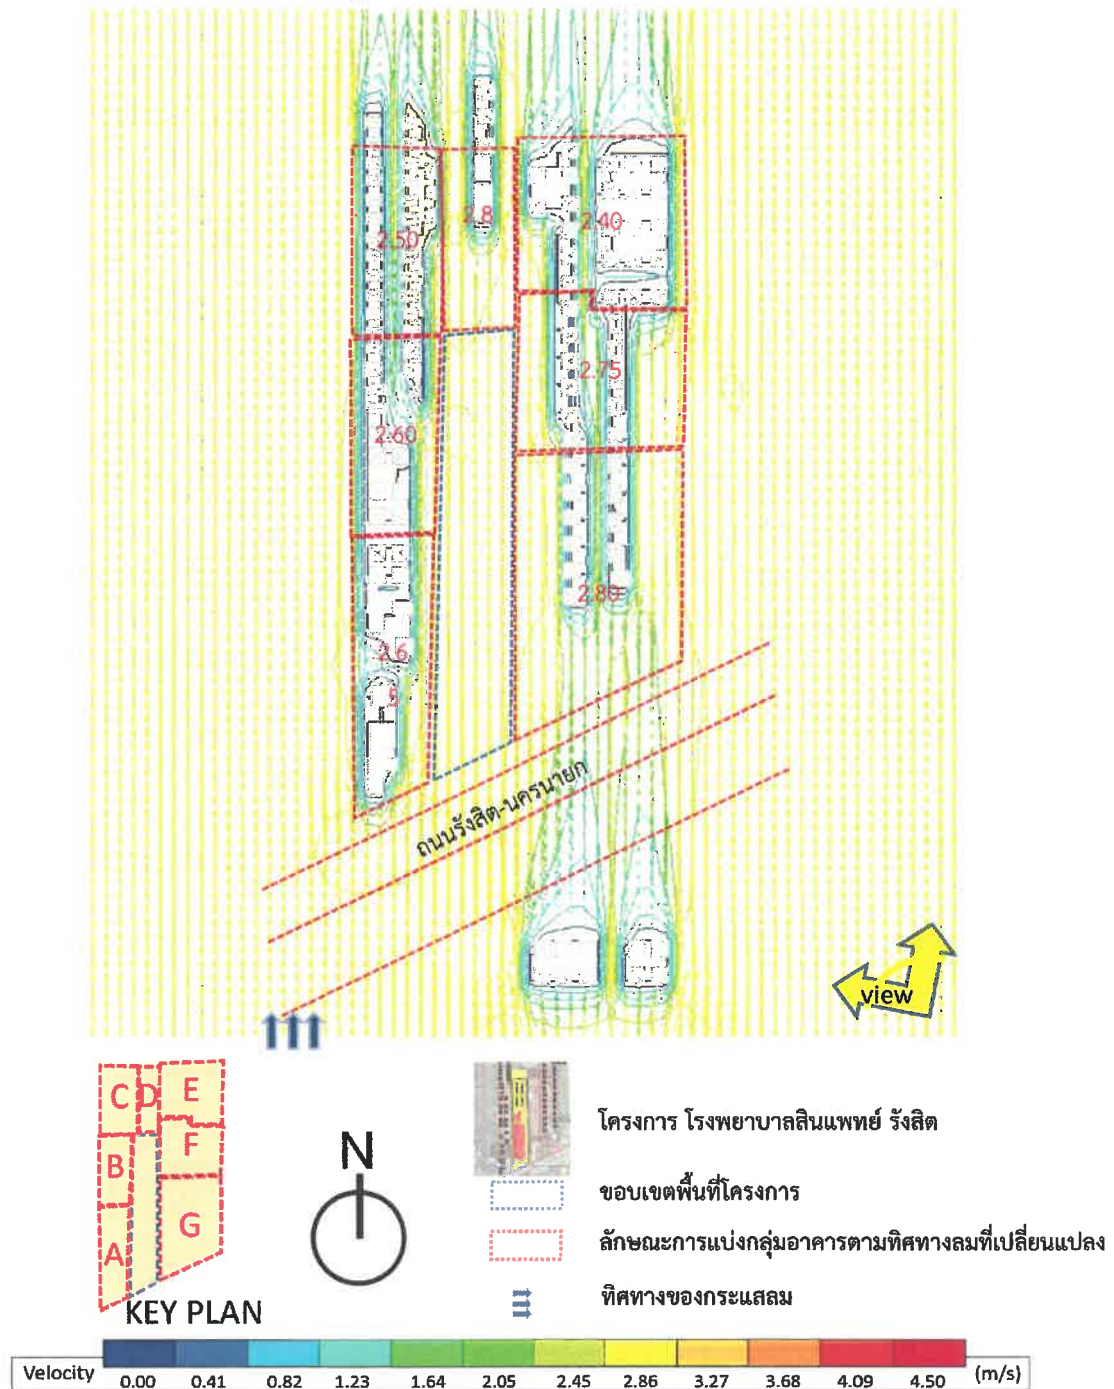 2.8
2.40
2.50
2.75
2.60
2.80
2.6
5
ถนนรังสิต-นครนายก
view
C D E
B F
A G
KEY PLAN
N
โครงการ โรงพยาบาลสินแพทย์ รังสิต
ขอบเขตพื้นที่โครงการ
ลักษณะการแบ่งกลุ่มอาคารตามทิศทางลมที่เปลี่ยนแปลง
ทิศทางของกระแสลม
Velocity 0.00 0.41 0.82 1.23 1.64 2.05 2.45 2.86 3.27 3.68 4.09 4.50 (m/s)